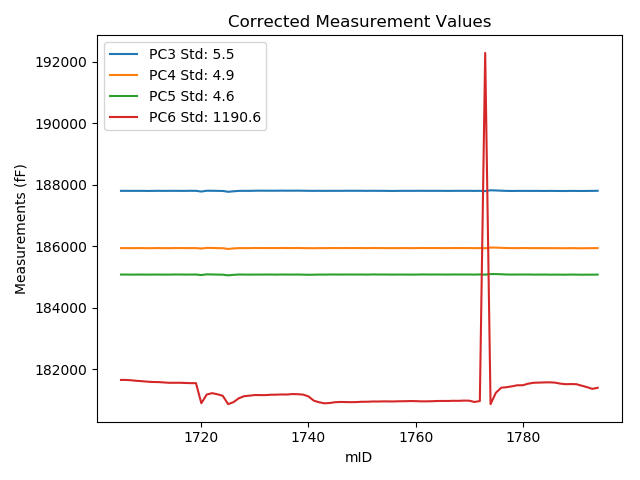 Corrected Measurement Values
PC3 Std: 5.5
PC4 Std: 4.9
PC5 Std: 4.6
PC6 Std: 1190.6
192000
190000
188000
186000
184000
182000
Measurements (fF)
1720
1740
1760
1780
mID